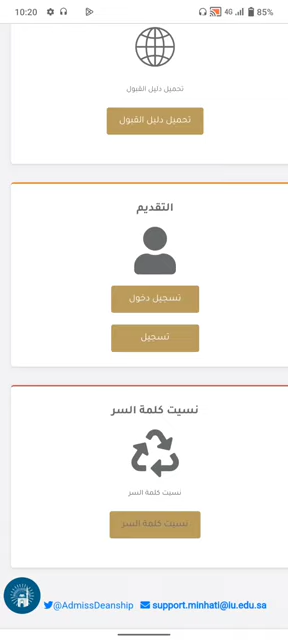 10:20
4G 85%
تحميل دليل القبول
تحميل دليل القبول
التقديم
تسجيل دخول
تسجيل
نسيت كلمة السر
نسيت كلمة السر
نسيت كلمة السر
@AdmissDeanship support.minhati@iu.edu.sa